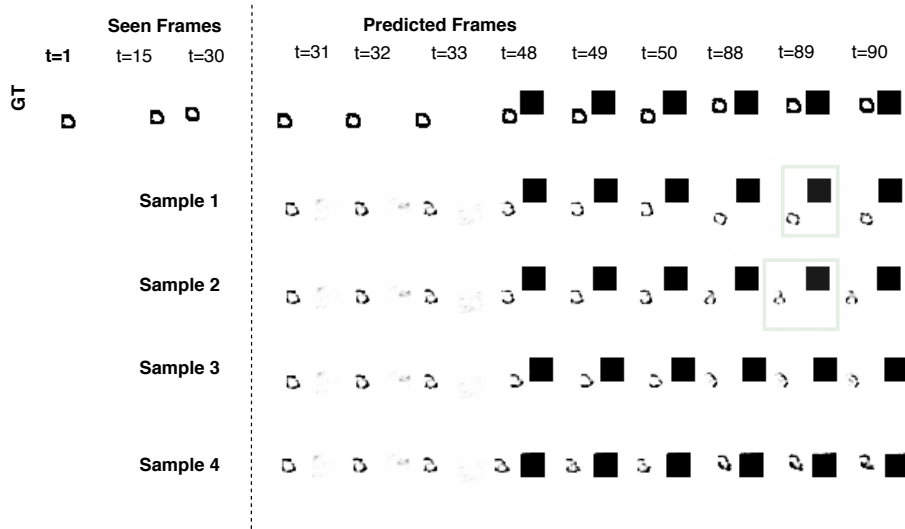 Seen Frames Predicted Frames
t=1 t=15 t=30 t=31 t=32 t=33 t=48 t=49 t=50 t=88 t=89 t=90
GT
Sample 1
Sample 2
Sample 3
Sample 4